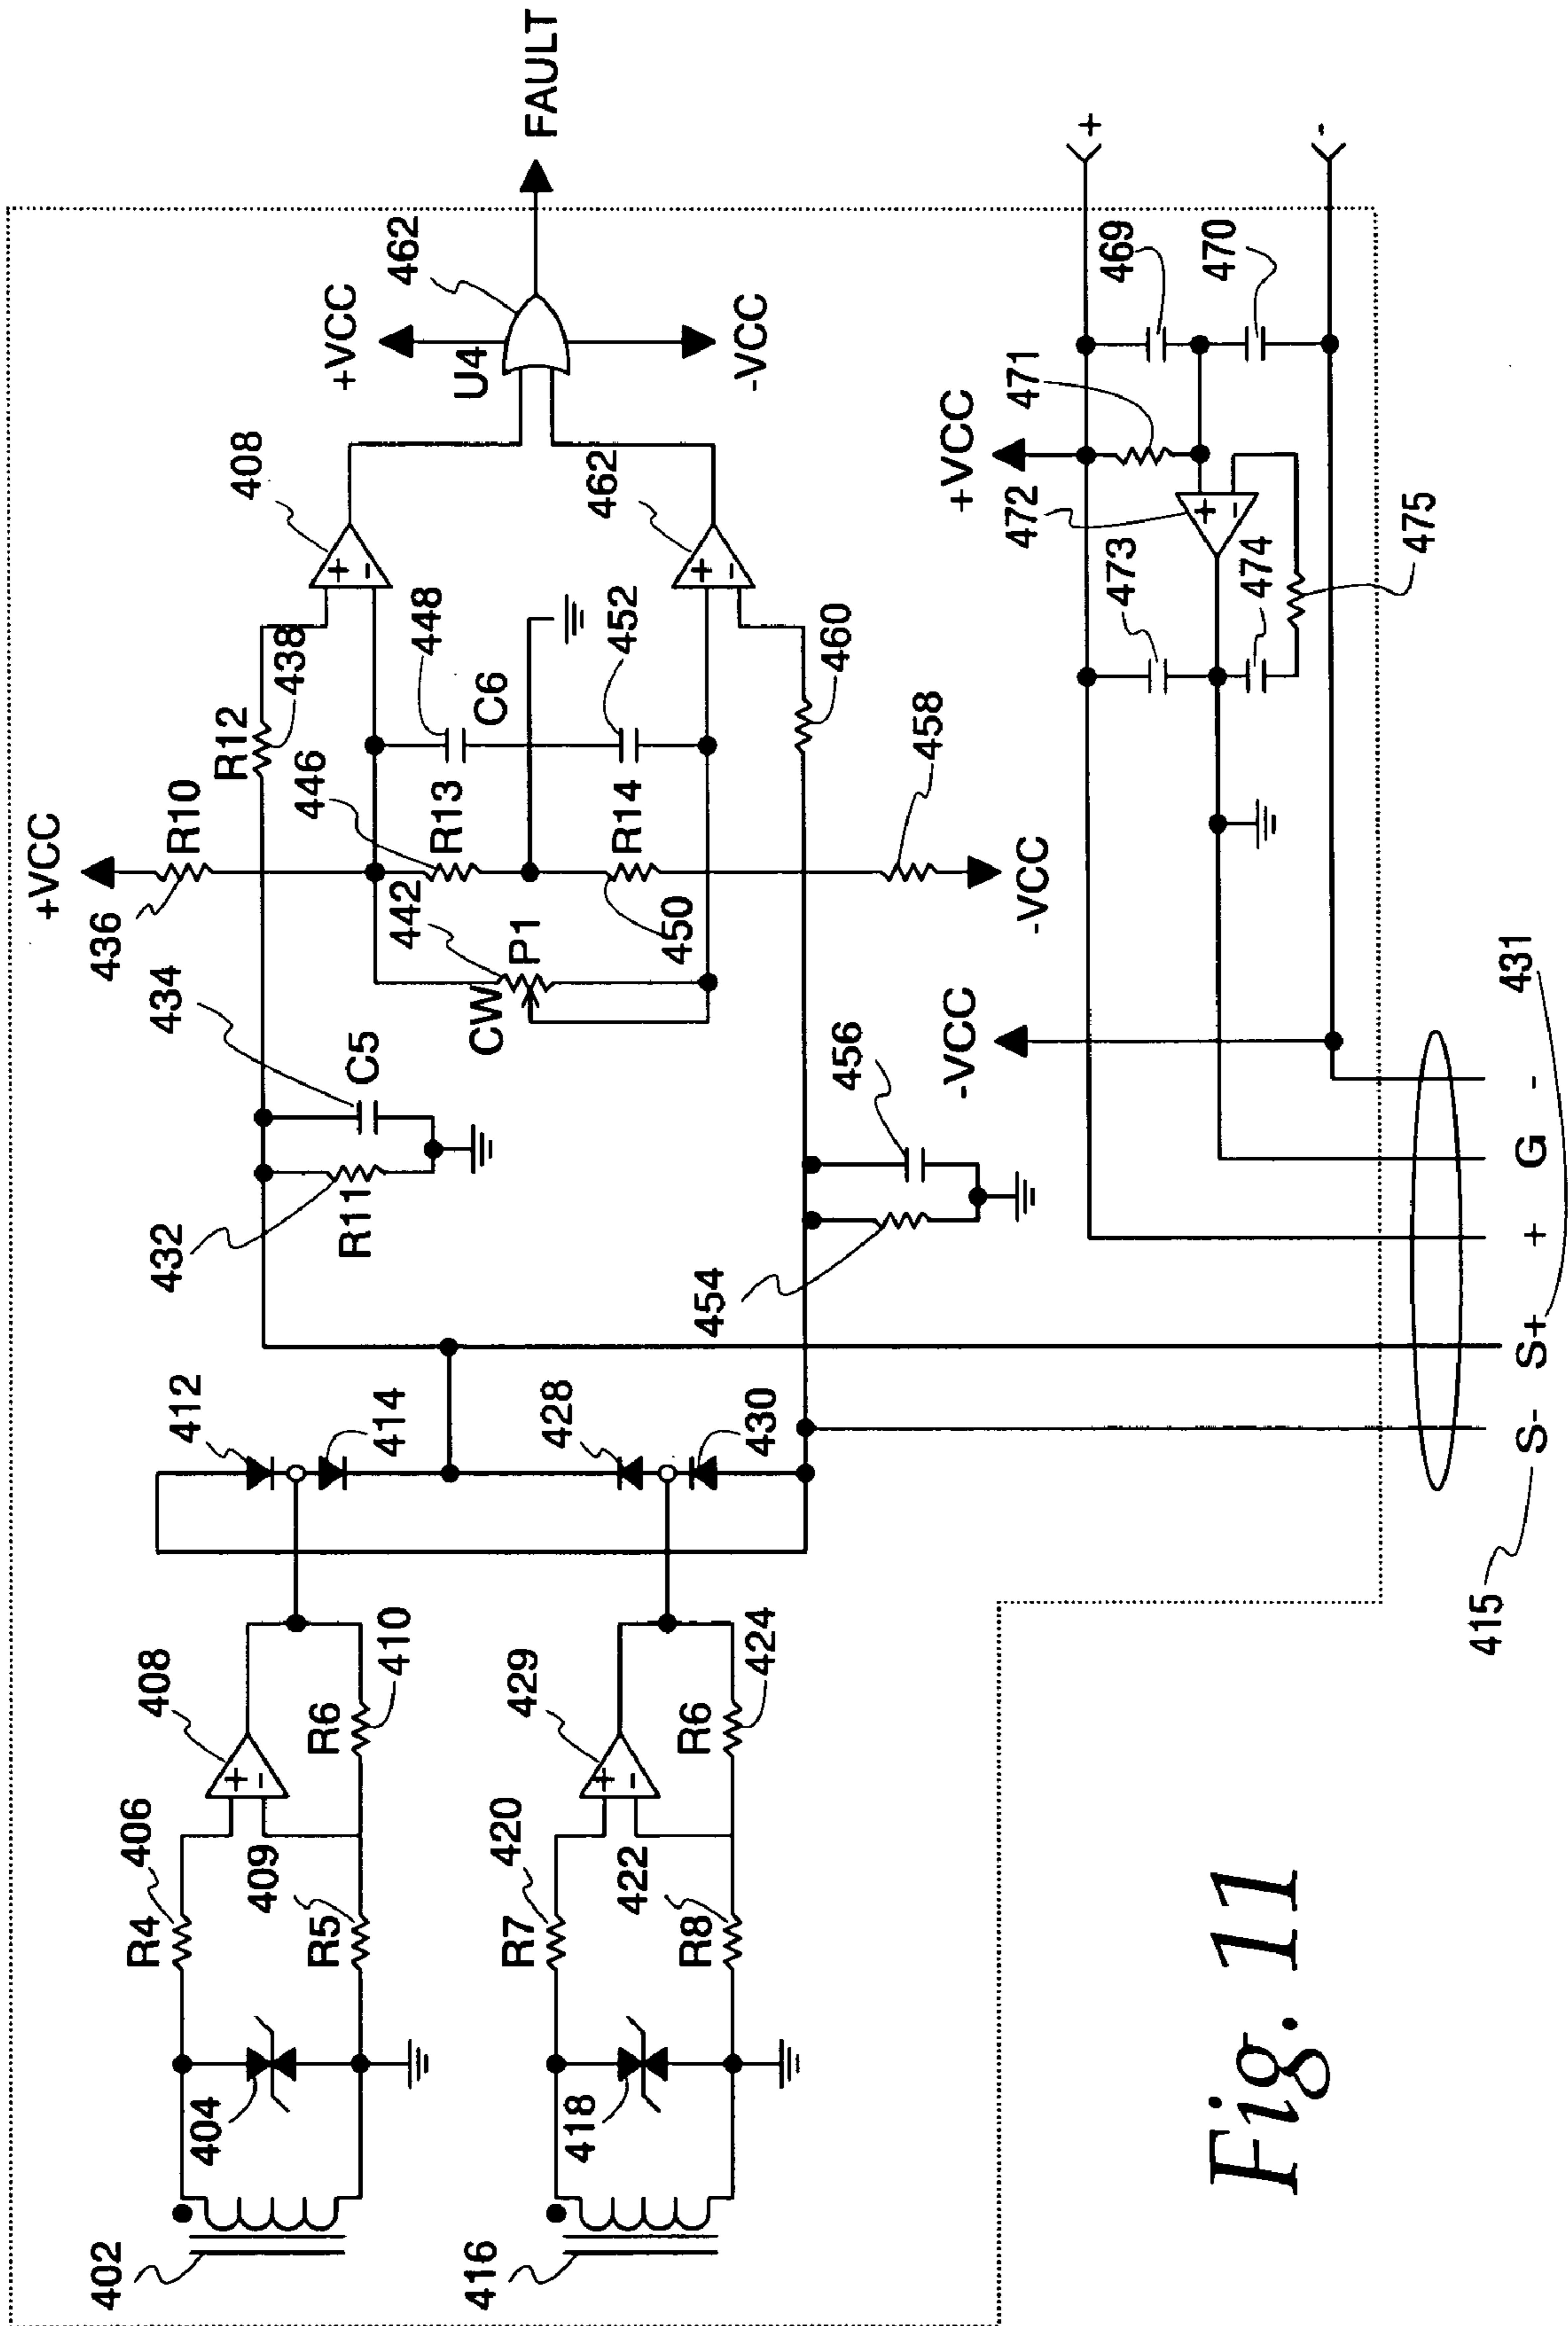 +VCC
402
R4
406
408
412
434
436
R10
R12
404
409
432
C5
438
408
+VCC
462
R5
R6
410
R11
414
CW
P1
442
446
R13
448
C6
U4
FAULT
416
R7
420
429
428
450
R14
452
462
418
422
R8
R6
424
430
454
456
460
-VCC
-VCC
-VCC
458
+VCC
472
471
+
473
469
474
470
-
475
415
S-
S+
+
G
-
431
+
-
+
-
+
-
+
-
+
-
Fig. 11